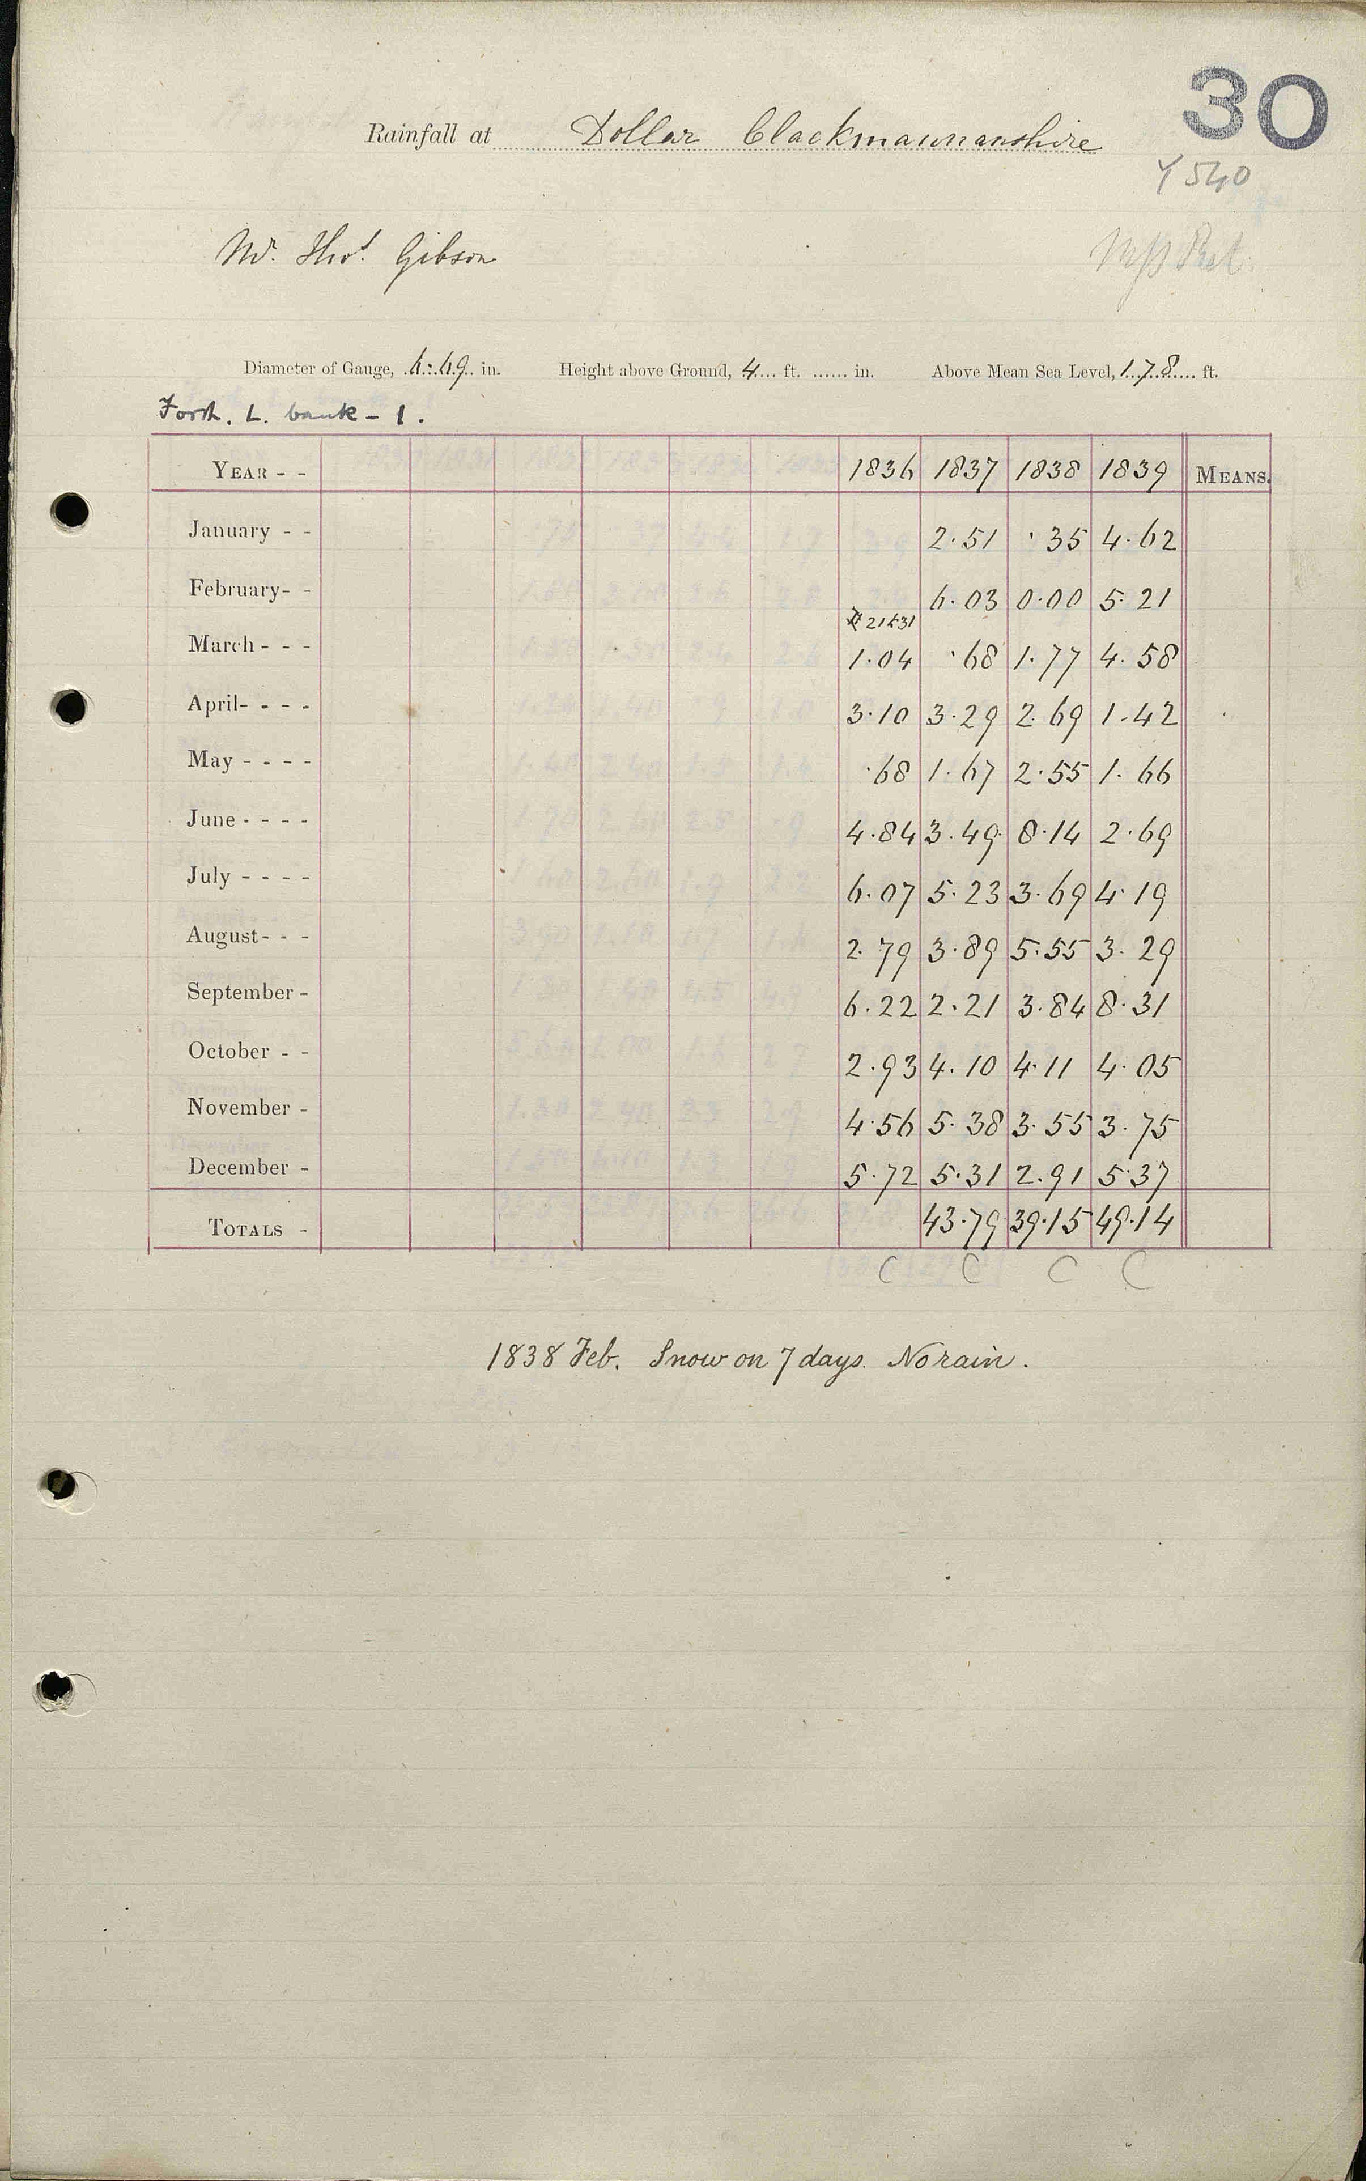 30
Rainfall at Dollar Clackmannanshire
Y 540
Mr. Thos. Gibson
Diameter of Gauge, 6.69 in. Height above Ground, 4 ft. ...... in. Above Mean Sea Level, 178 ft.
Forth. L. bank - 1.
YEAR - - 1836 1837 1838 1839 MEANS.
January - - 2.51 .35 4.62
February- - 6.03 0.00 5.21
21-31
March - - - 1.04 .68 1.77 4.58
April- - - - 3.10 3.29 2.69 1.42
May - - - - .68 1.67 2.55 1.66
June - - - - 4.84 3.49 8.14 2.69
July - - - - 6.07 5.23 3.69 4.19
August- - - 2.79 3.89 5.55 3.29
September - 6.22 2.21 3.84 8.31
October - - 2.93 4.10 4.11 4.05
November - 4.56 5.38 3.55 3.75
December - 5.72 5.31 2.91 5.37
TOTALS - 43.79 39.15 49.14
C C C C
1838 Feb. Snow on 7 days. No rain.